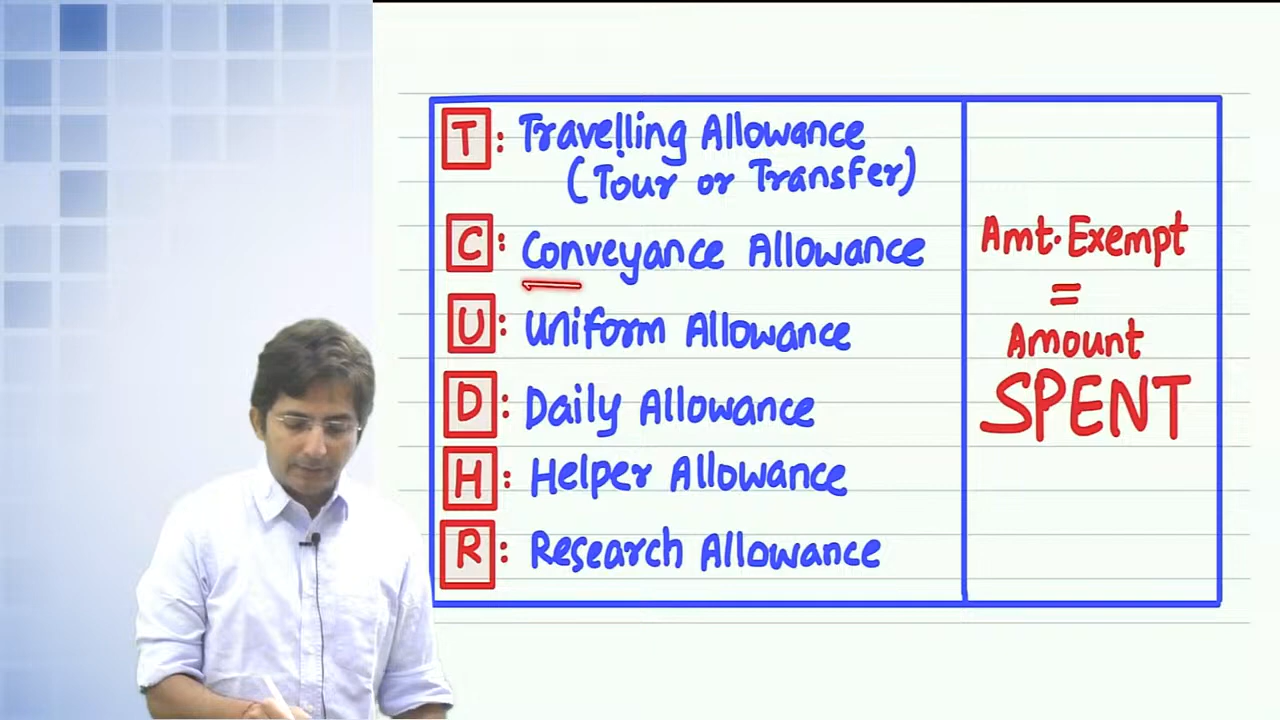 T : Travelling Allowance
(Tour or Transfer)
C : Conveyance Allowance
U : Uniform Allowance
D : Daily Allowance
H : Helper Allowance
R : Research Allowance
Amt. Exempt
=
Amount
SPENT